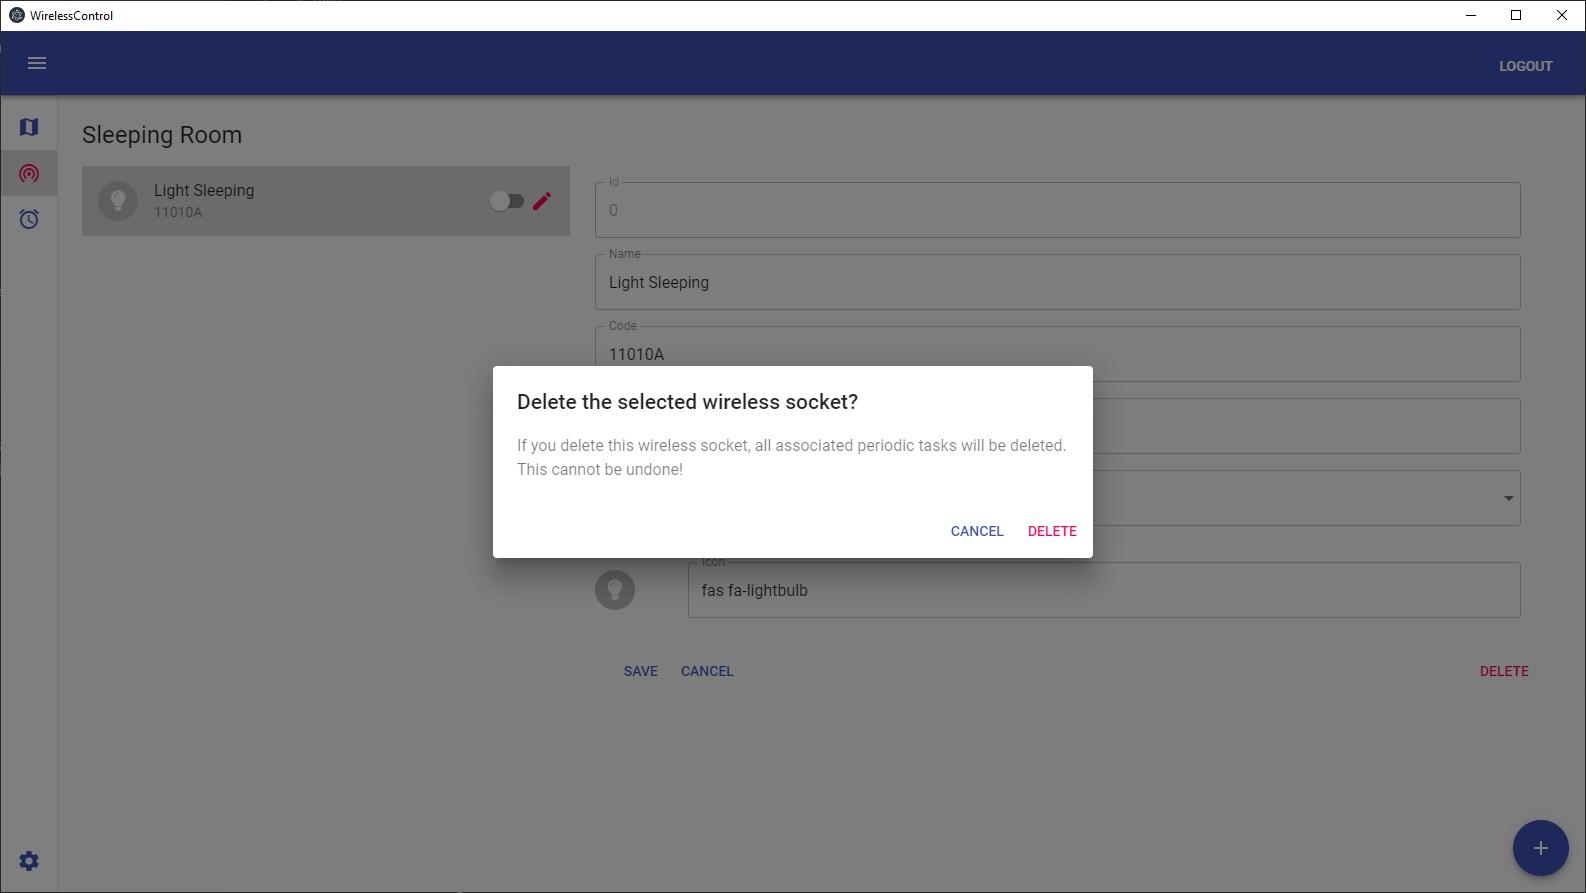 WirelessControl
LOGOUT
Sleeping Room
Light Sleeping
11010A
Id
0
Name
Light Sleeping
Code
11010A
Delete the selected wireless socket?
If you delete this wireless socket, all associated periodic tasks will be deleted.
This cannot be undone!
CANCEL DELETE
Icon
fas fa-lightbulb
SAVE CANCEL DELETE